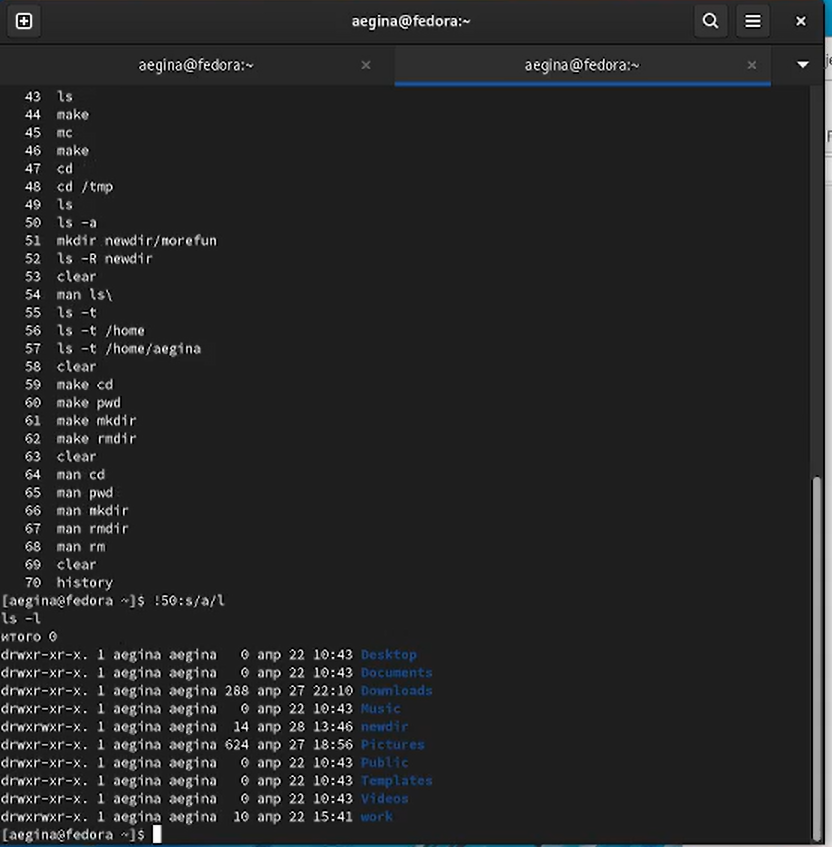 aegina@fedora:~
aegina@fedora:~ × aegina@fedora:~ ×
43 ls
44 make
45 mc
46 make
47 cd
48 cd /tmp
49 ls
50 ls -a
51 mkdir newdir/morefun
52 ls -R newdir
53 clear
54 man ls\
55 ls -t
56 ls -t /home
57 ls -t /home/aegina
58 clear
59 make cd
60 make pwd
61 make mkdir
62 make rmdir
63 clear
64 man cd
65 man pwd
66 man mkdir
67 man rmdir
68 man rm
69 clear
70 history
[aegina@fedora ~]$ !50:s/a/l
ls -l
итого 0
drwxr-xr-x. 1 aegina aegina 0 апр 22 10:43 Desktop
drwxr-xr-x. 1 aegina aegina 0 апр 22 10:43 Documents
drwxr-xr-x. 1 aegina aegina 288 апр 27 22:10 Downloads
drwxr-xr-x. 1 aegina aegina 0 апр 22 10:43 Music
drwxrwxr-x. 1 aegina aegina 14 апр 28 13:46 newdir
drwxr-xr-x. 1 aegina aegina 624 апр 27 18:56 Pictures
drwxr-xr-x. 1 aegina aegina 0 апр 22 10:43 Public
drwxr-xr-x. 1 aegina aegina 0 апр 22 10:43 Templates
drwxr-xr-x. 1 aegina aegina 0 апр 22 10:43 Videos
drwxrwxr-x. 1 aegina aegina 10 апр 22 15:41 work
[aegina@fedora ~]$